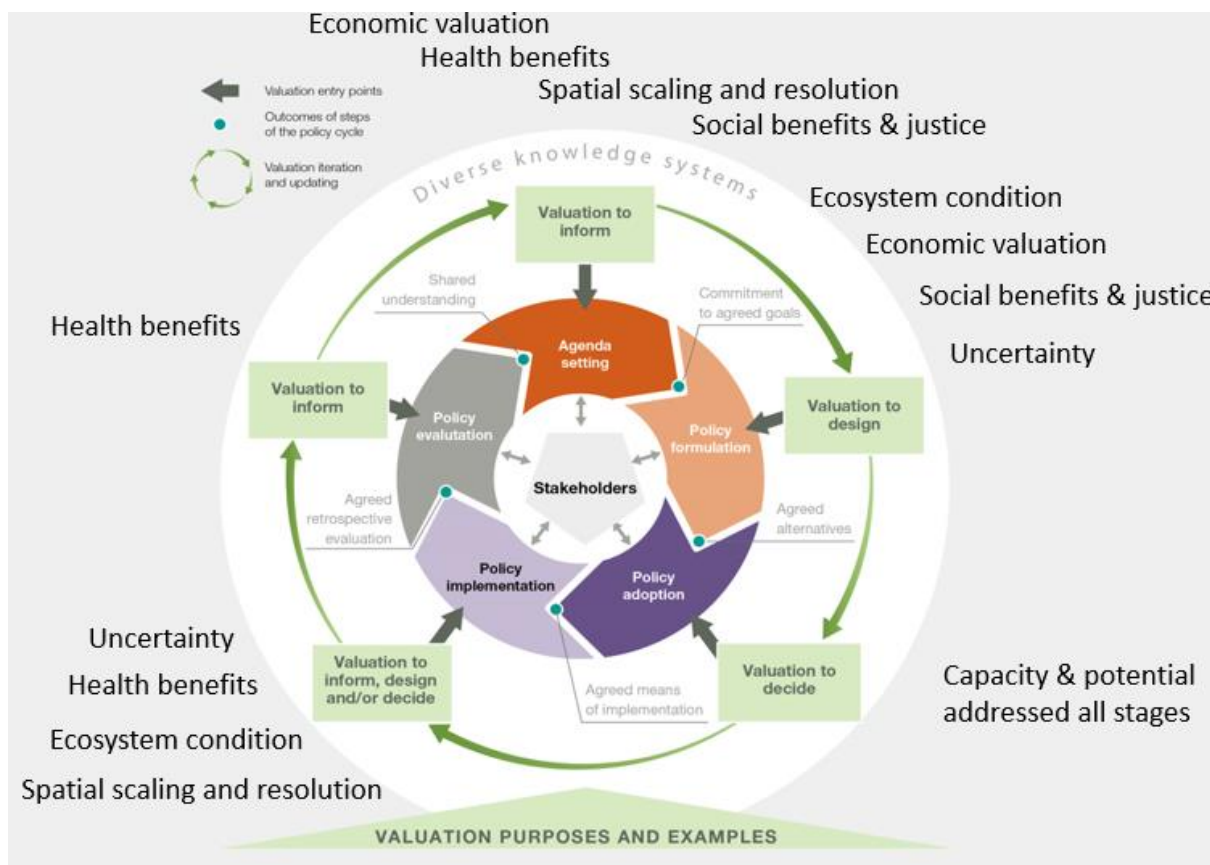 Economic valuation
Health benefits
Spatial scaling and resolution
Social benefits & justice
Valuation entry points
Outcomes of steps
of the policy cycle
Valuation iteration
and updating
Diverse knowledge systems
Valuation to
inform
Ecosystem condition
Economic valuation
Social benefits & justice
Uncertainty
Shared
understanding
Commitment
to agreed goals
Health benefits
Agenda
setting
Valuation to
inform
Policy
evalutation
Policy
formulation
Valuation to
design
Stakeholders
Agreed
retrospective
evaluation
Agreed
alternatives
Policy
implementation
Policy
adoption
Uncertainty
Health benefits
Ecosystem condition
Spatial scaling and resolution
Valuation to
inform, design
and/or decide
Agreed means
of implementation
Valuation to
decide
Capacity & potential
addressed all stages
VALUATION PURPOSES AND EXAMPLES